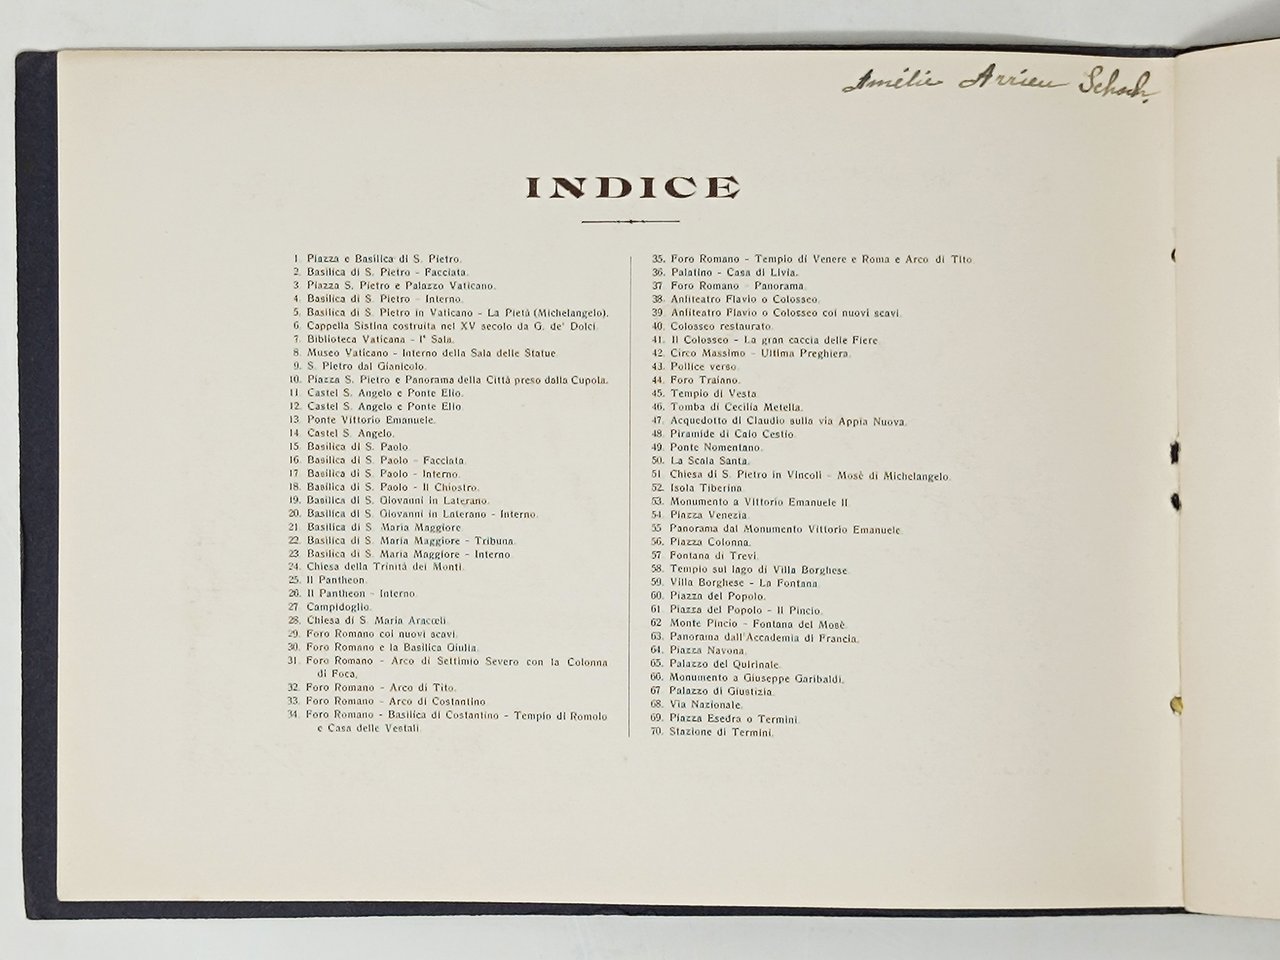 Amélie Arrieu Schoch.
INDICE
1. Piazza e Basilica di S. Pietro.
2. Basilica di S. Pietro - Facciata.
3. Piazza S. Pietro e Palazzo Vaticano.
4. Basilica di S. Pietro - Interno.
5. Basilica di S. Pietro in Vaticano - La Pietà (Michelangelo).
6. Cappella Sistina costruita nel XV secolo da G. de' Dolci.
7. Biblioteca Vaticana - Iª Sala.
8. Museo Vaticano - Interno della Sala delle Statue.
9. S. Pietro dal Gianicolo.
10. Piazza S. Pietro e Panorama della Città preso dalla Cupola.
11. Castel S. Angelo e Ponte Elio.
12. Castel S. Angelo e Ponte Elio
13. Ponte Vittorio Emanuele.
14. Castel S. Angelo.
15. Basilica di S. Paolo.
16. Basilica di S. Paolo - Facciata.
17. Basilica di S. Paolo - Interno.
18. Basilica di S. Paolo - Il Chiostro.
19. Basilica di S. Giovanni in Laterano.
20. Basilica di S. Giovanni in Laterano - Interno.
21. Basilica di S. Maria Maggiore
22. Basilica di S. Maria Maggiore - Tribuna.
23. Basilica di S. Maria Maggiore - Interno.
24. Chiesa della Trinità dei Monti.
25. Il Pantheon.
26. Il Pantheon - Interno.
27. Campidoglio.
28. Chiesa di S. Maria Aracœli.
29. Foro Romano coi nuovi scavi.
30. Foro Romano e la Basilica Giulia.
31. Foro Romano - Arco di Settimio Severo con la Colonna
di Foca.
32. Foro Romano - Arco di Tito.
33. Foro Romano - Arco di Costantino
34. Foro Romano - Basilica di Costantino - Tempio di Romolo
e Casa delle Vestali.
35. Foro Romano - Tempio di Venere e Roma e Arco di Tito
36. Palatino - Casa di Livia.
37 Foro Romano - Panorama.
38. Anfiteatro Flavio o Colosseo.
39. Anfiteatro Flavio o Colosseo coi nuovi scavi.
40. Colosseo restaurato.
41. Il Colosseo - La gran caccia delle Fiere
42. Circo Massimo - Ultima Preghiera.
43. Pollice verso.
44. Foro Traiano.
45. Tempio di Vesta.
46. Tomba di Cecilia Metella.
47. Acquedotto di Claudio sulla via Appia Nuova.
48. Piramide di Caio Cestio.
49. Ponte Nomentano.
50. La Scala Santa.
51. Chiesa di S. Pietro in Vincoli - Mosè di Michelangelo.
52. Isola Tiberina.
53. Monumento a Vittorio Emanuele II.
54. Piazza Venezia.
55. Panorama dal Monumento Vittorio Emanuele.
56. Piazza Colonna.
57. Fontana di Trevi.
58. Tempio sul lago di Villa Borghese.
59. Villa Borghese - La Fontana.
60. Piazza del Popolo.
61. Piazza del Popolo - Il Pincio.
62 Monte Pincio - Fontana del Mosè
63. Panorama dall'Accademia di Francia.
64. Piazza Navona.
65. Palazzo del Quirinale.
66. Monumento a Giuseppe Garibaldi.
67 Palazzo di Giustizia.
68. Via Nazionale.
69. Piazza Esedra o Termini.
70. Stazione di Termini.